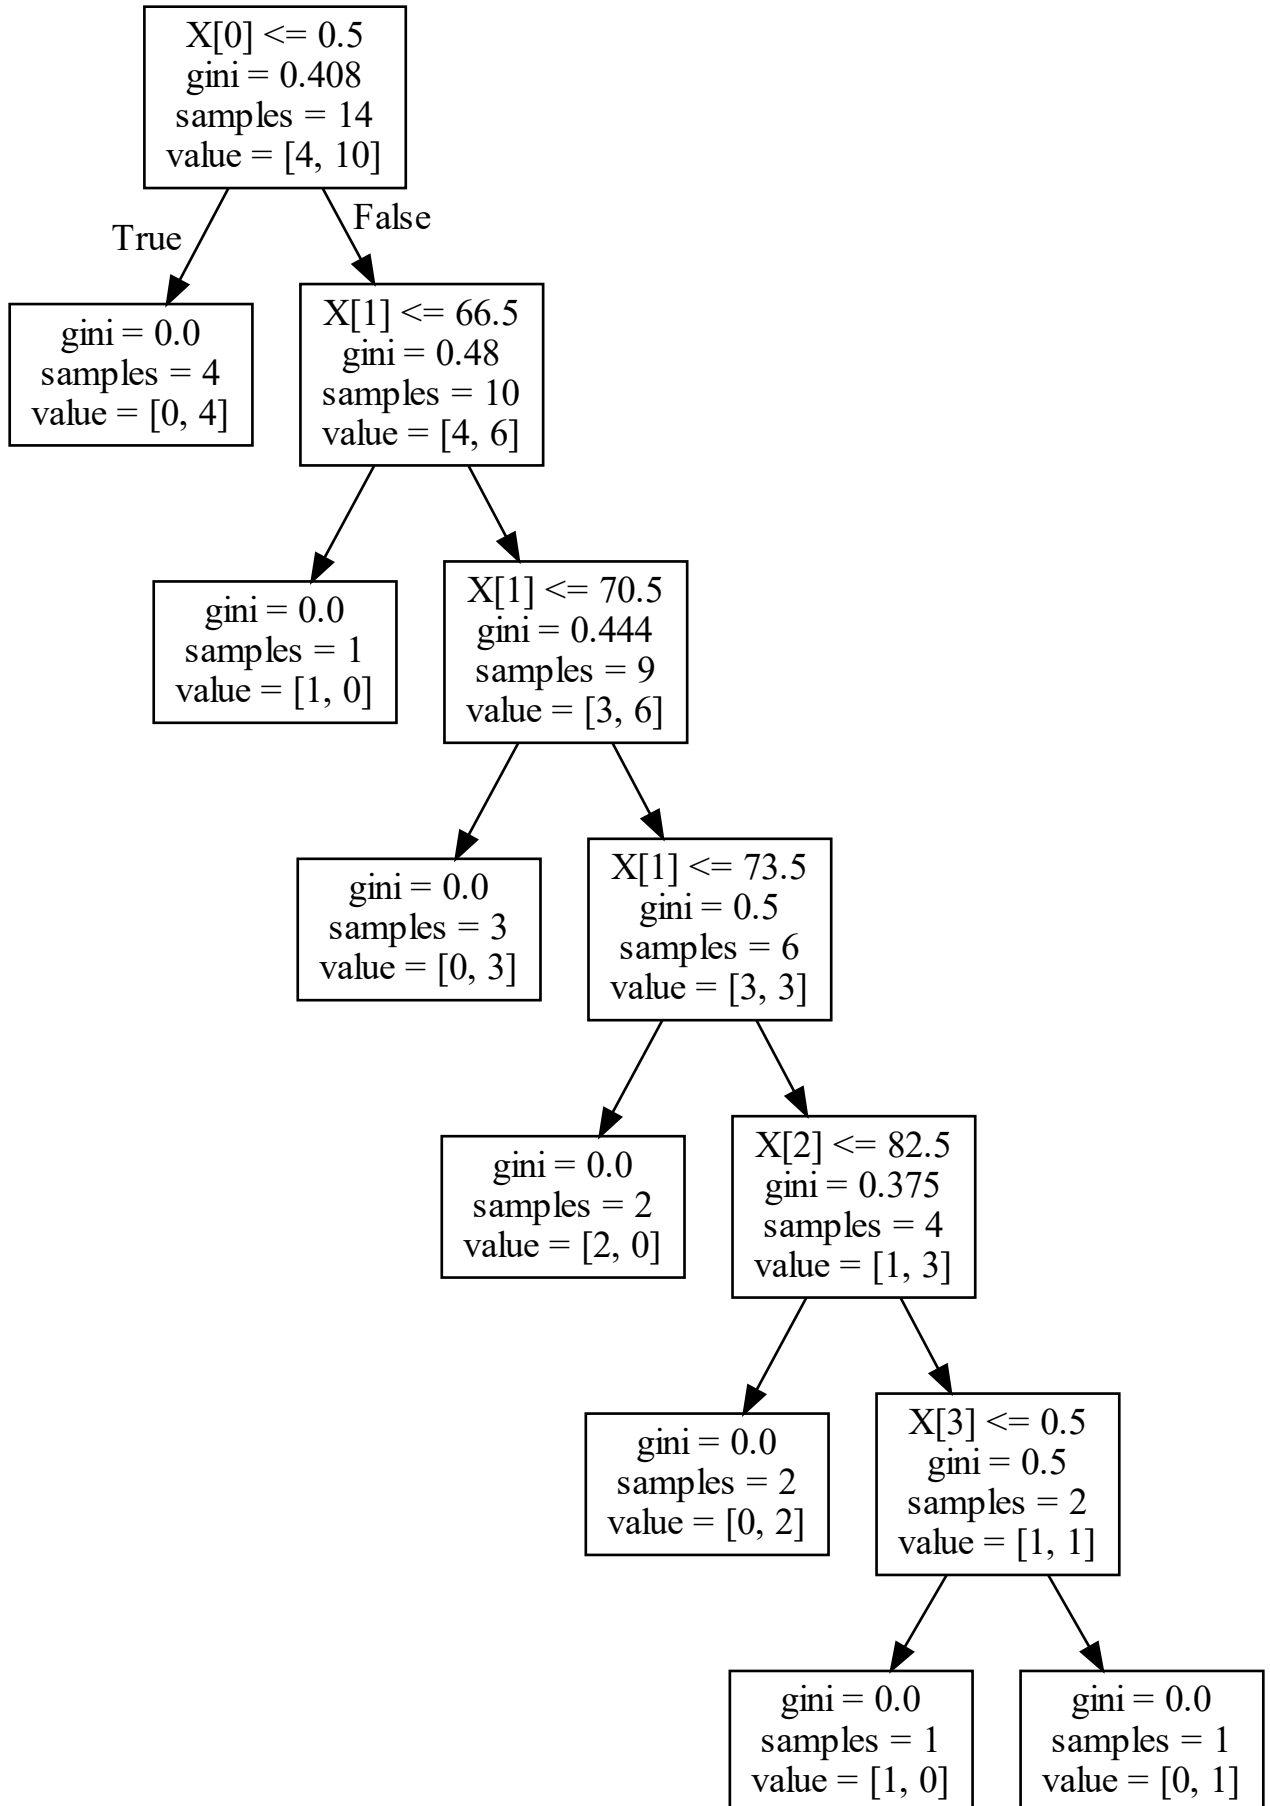 X[0] <= 0.5
gini = 0.408
samples = 14
value = [4, 10]
True
False
gini = 0.0
samples = 4
value = [0, 4]
X[1] <= 66.5
gini = 0.48
samples = 10
value = [4, 6]
gini = 0.0
samples = 1
value = [1, 0]
X[1] <= 70.5
gini = 0.444
samples = 9
value = [3, 6]
gini = 0.0
samples = 3
value = [0, 3]
X[1] <= 73.5
gini = 0.5
samples = 6
value = [3, 3]
gini = 0.0
samples = 2
value = [2, 0]
X[2] <= 82.5
gini = 0.375
samples = 4
value = [1, 3]
gini = 0.0
samples = 2
value = [0, 2]
X[3] <= 0.5
gini = 0.5
samples = 2
value = [1, 1]
gini = 0.0
samples = 1
value = [1, 0]
gini = 0.0
samples = 1
value = [0, 1]